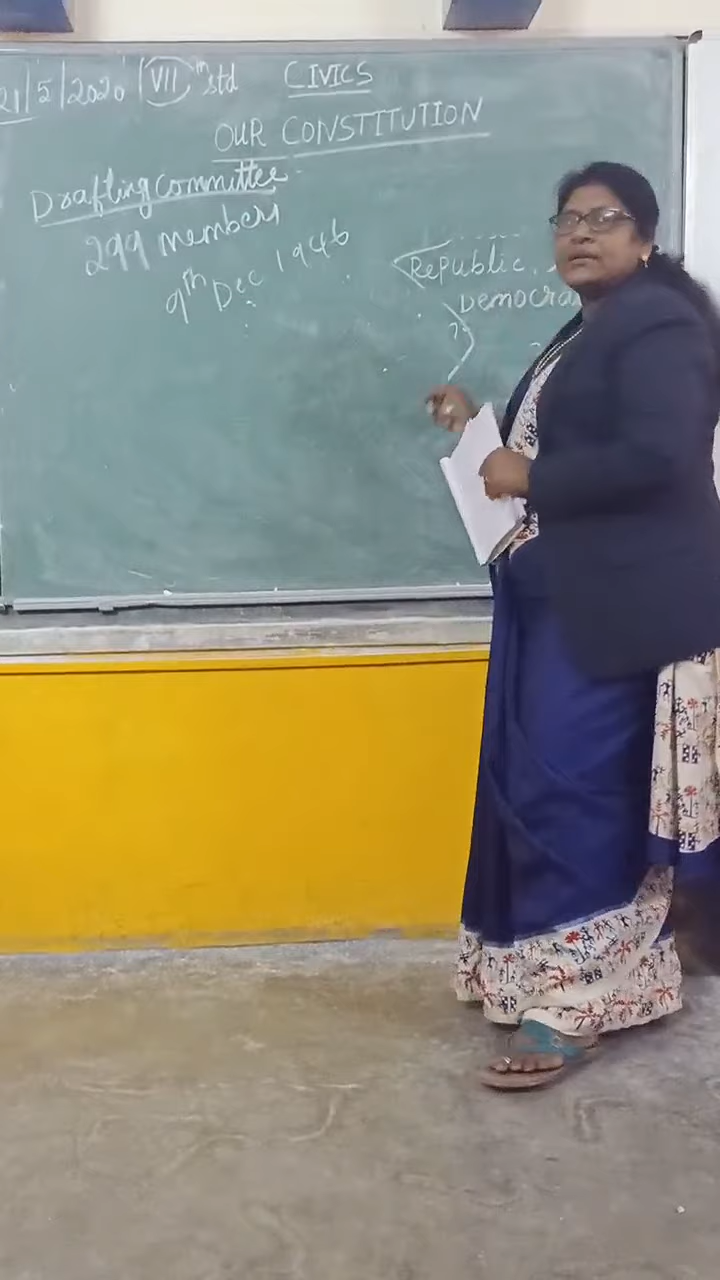 21/5/2020 VII th std CIVICS
OUR CONSTITUTION
Drafting Committee
299 members
9th Dec 1946
Republic.
Democra
?